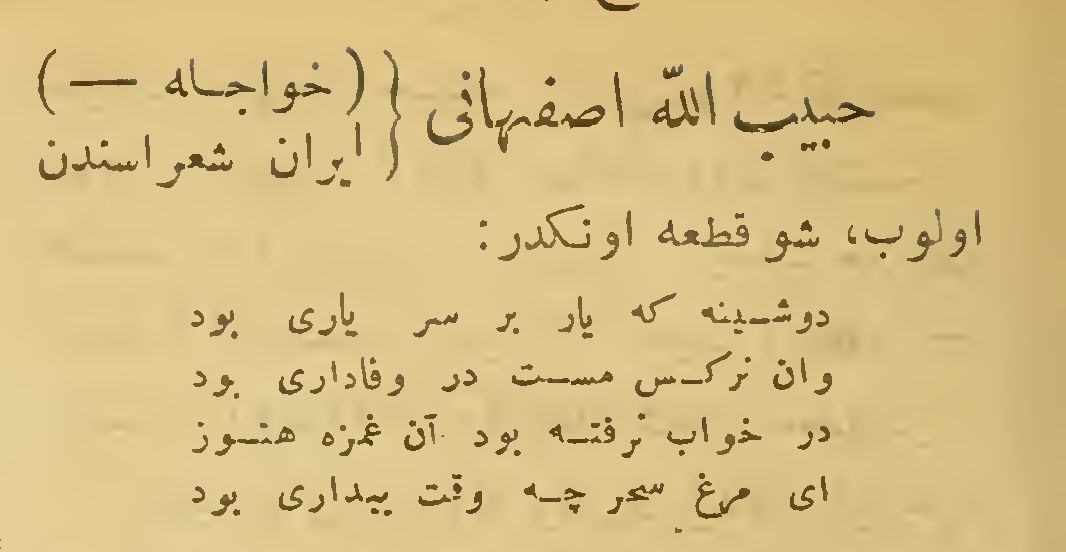 حبیب الله اصفهانی { (خواجه —)
ایران شعراسندن
اولوب، شو قطعه اونکدر:
دوشینه که یار بر سر یاری بود
وان نرکس مست در وفاداری بود
در خواب نرفته بود آن غمزه هنوز
ای مرغ سحر چه وقت بیداری بود